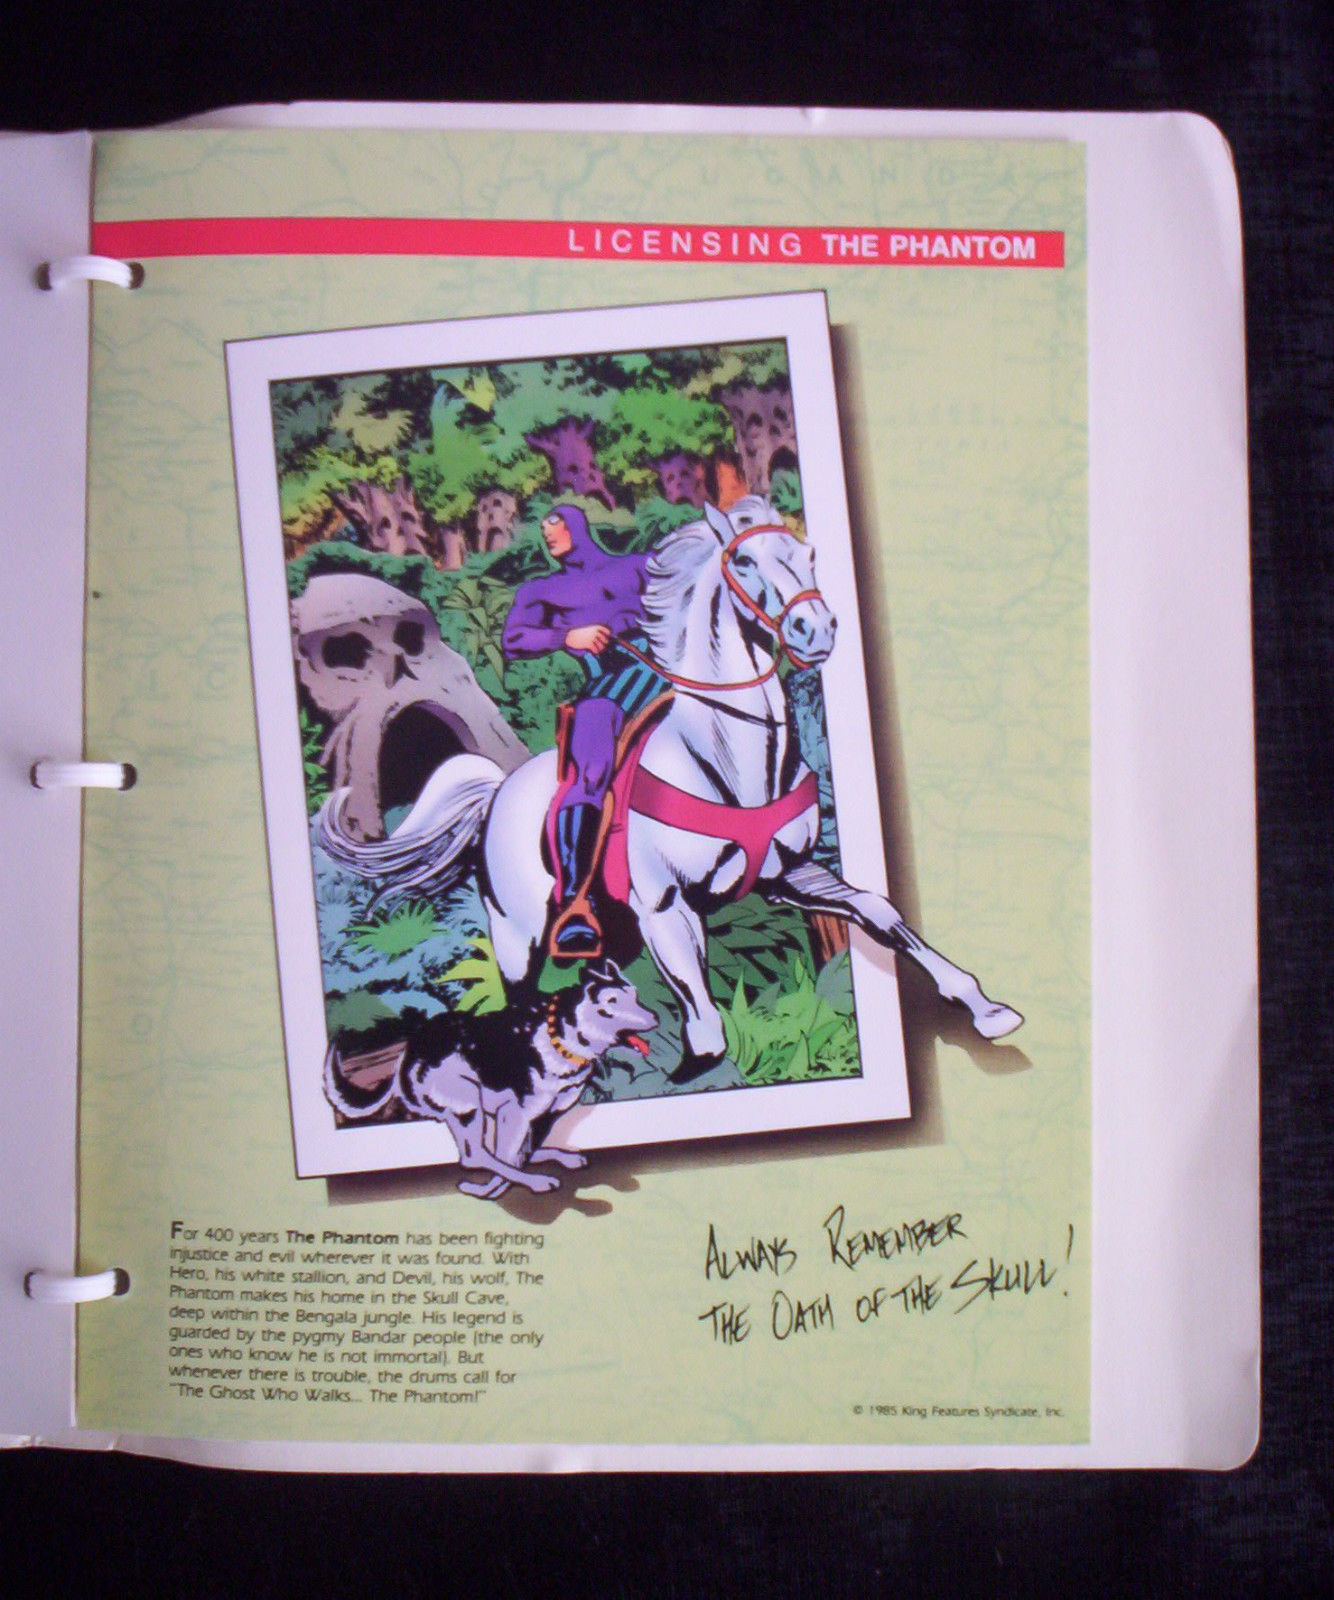 UGANDA
LICENSING THE PHANTOM
For 400 years The Phantom has been fighting
injustice and evil wherever it was found. With
Hero, his white stallion, and Devil, his wolf, The
Phantom makes his home in the Skull Cave,
deep within the Bengala jungle. His legend is
guarded by the pygmy Bandar people (the only
ones who know he is not immortal). But
whenever there is trouble, the drums call for
"The Ghost Who Walks... The Phantom!"
ALWAYS REMEMBER
THE OATH OF THE SKULL!
© 1985 King Features Syndicate, Inc.